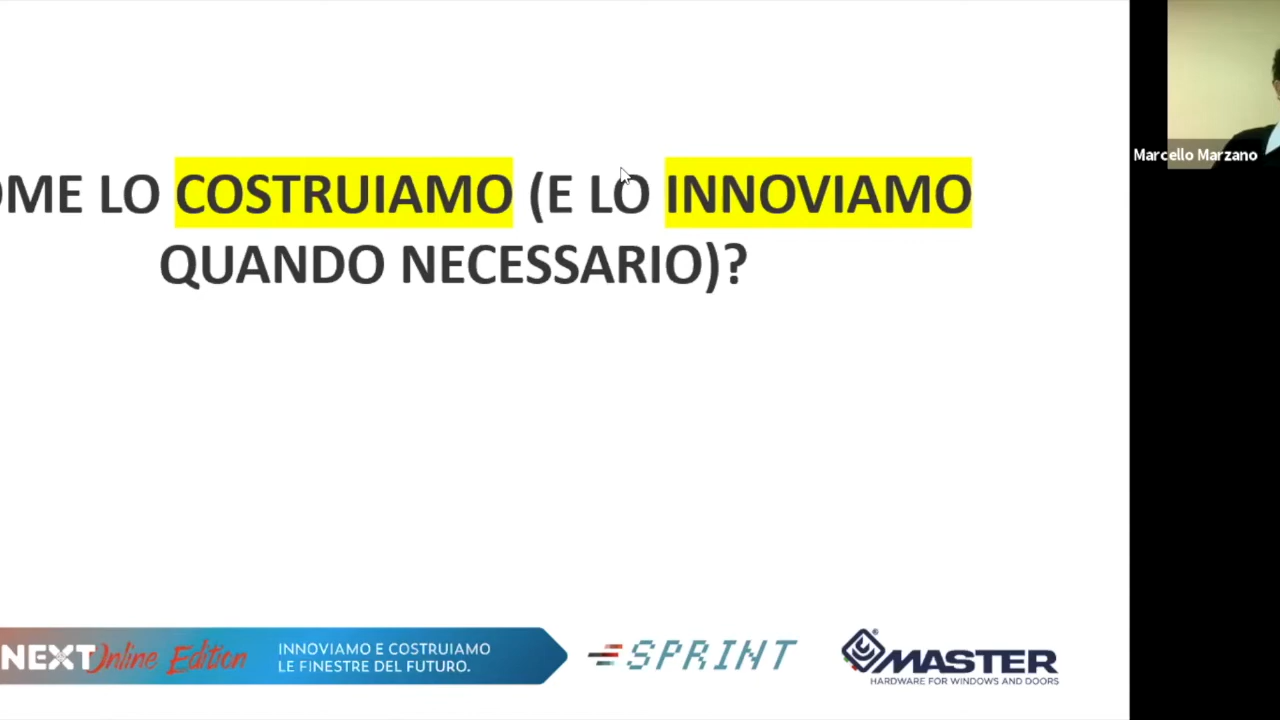 OME LO COSTRUIAMO (E LO INNOVIAMO
QUANDO NECESSARIO)?
Marcello Marzano
NEXT Online Edition
INNOVIAMO E COSTRUIAMO
LE FINESTRE DEL FUTURO.
SPRINT
MASTER®
HARDWARE FOR WINDOWS AND DOORS